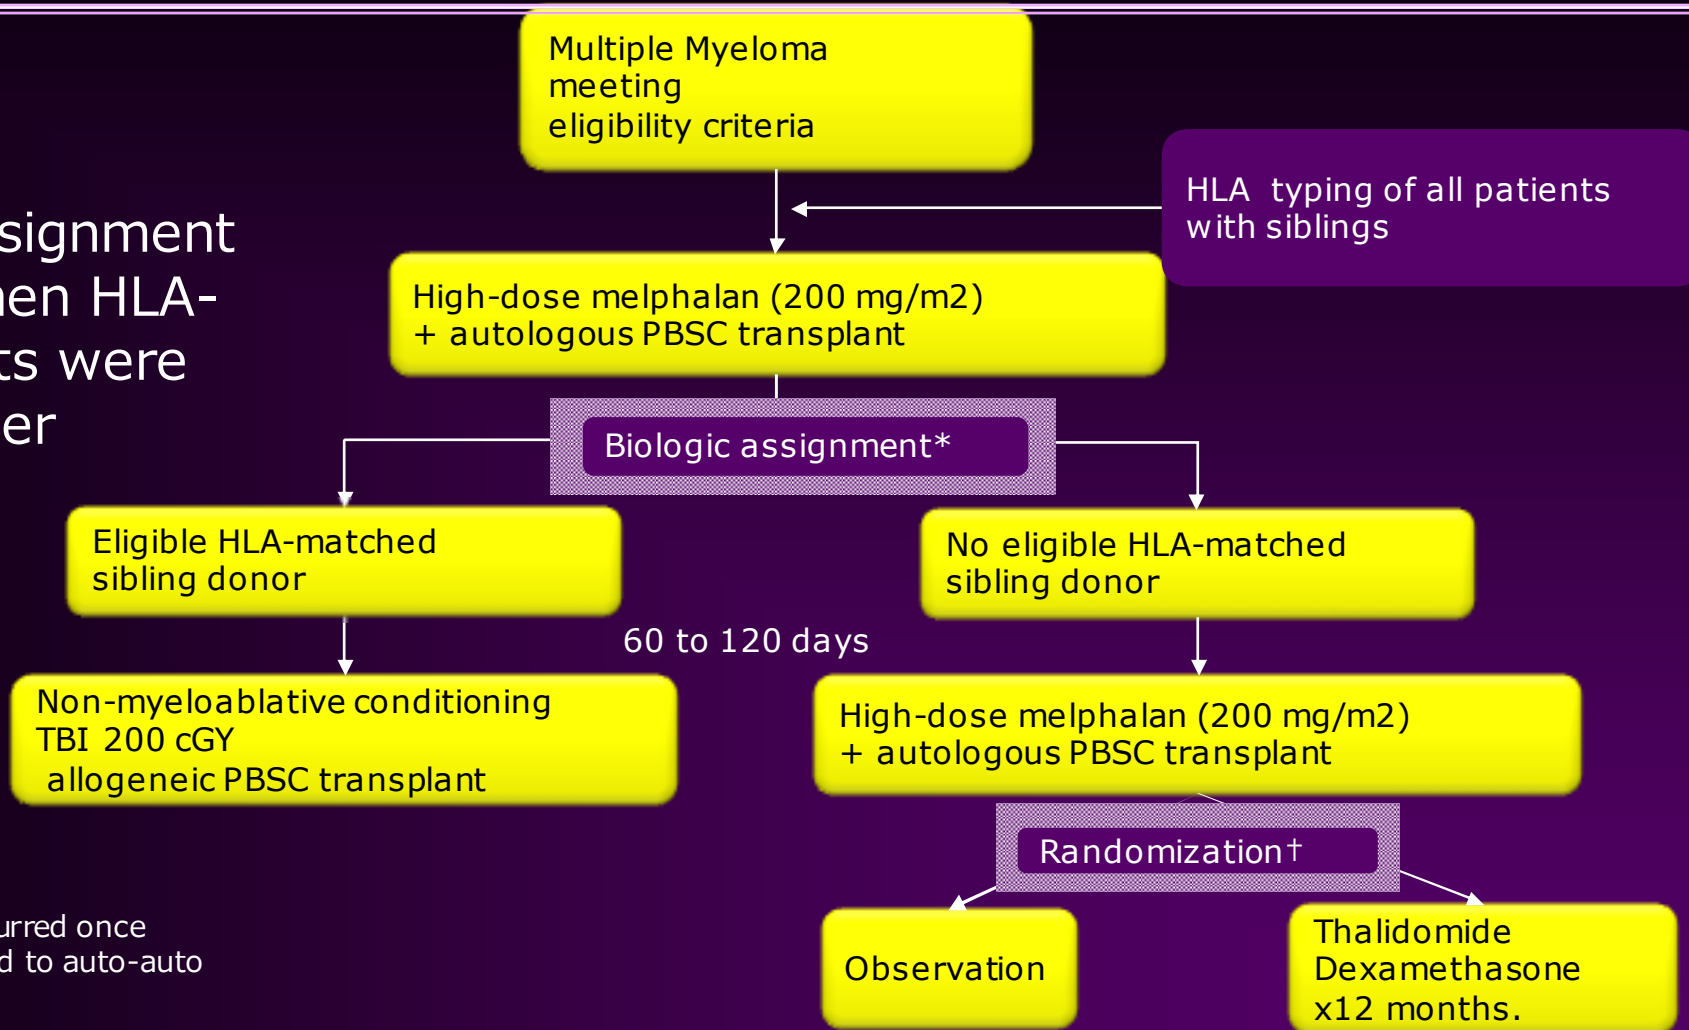 Multiple Myeloma
meeting
eligibility criteria
HLA typing of all patients
with siblings
signment
HLA-
ts were
er
High-dose melphalan (200 mg/m2)
+ autologous PBSC transplant
Biologic assignment*
Eligible HLA-matched
sibling donor
No eligible HLA-matched
sibling donor
60 to 120 days
Non-myeloablative conditioning
TBI 200 cGY
allogeneic PBSC transplant
High-dose melphalan (200 mg/m2)
+ autologous PBSC transplant
Randomization†
urred once
d to auto-auto
Observation
Thalidomide
Dexamethasone
x12 months.